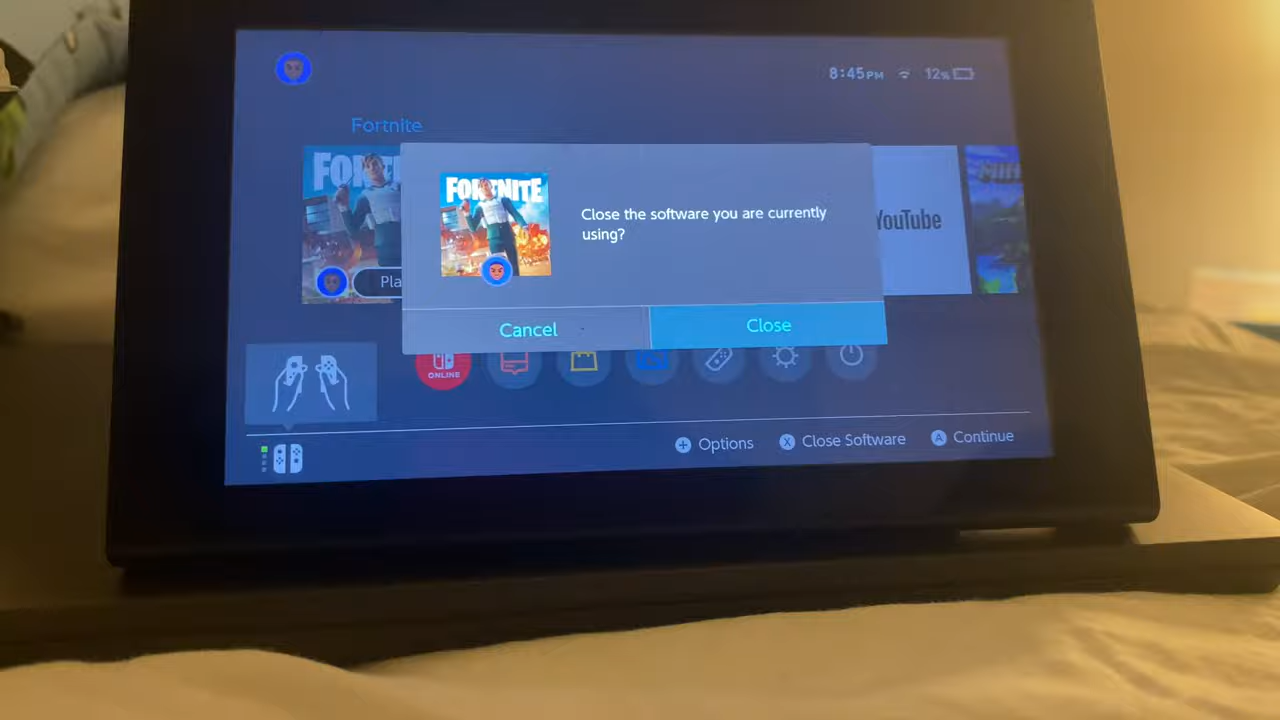 8:45PM 12%
Fortnite
FORTNITE
Close the software you are currently
using?
YouTube
Cancel
Close
ONLINE
Options
Close Software
Continue